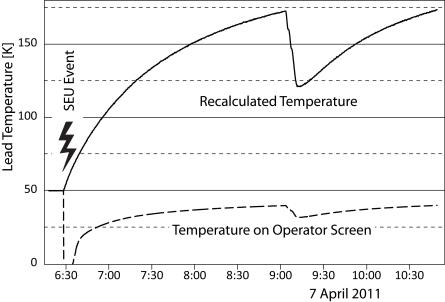 Lead Temperature [K]
150
100
50
0
SEU Event
Recalculated Temperature
Temperature on Operator Screen
6:30 7:00 7:30 8:00 8:30 9:00 9:30 10:00 10:30
7 April 2011